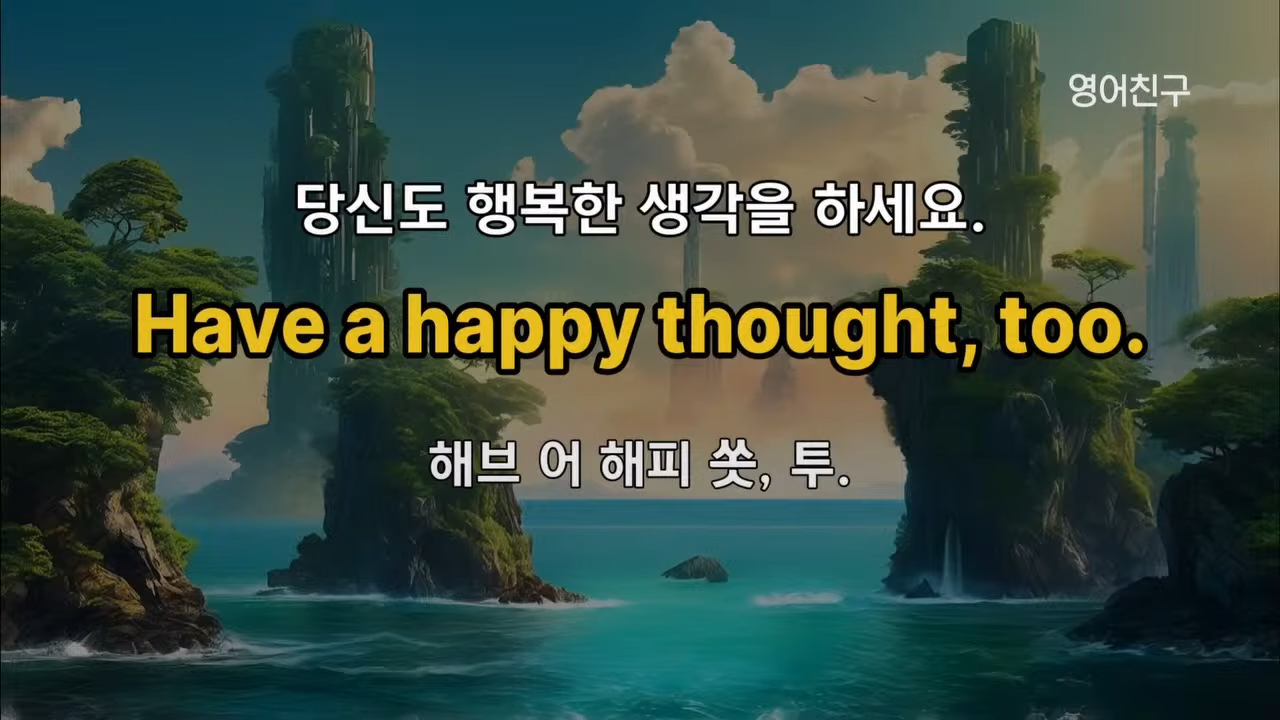 영어친구
당신도 행복한 생각을 하세요.
Have a happy thought, too.
해브 어 해피 쏫, 투.